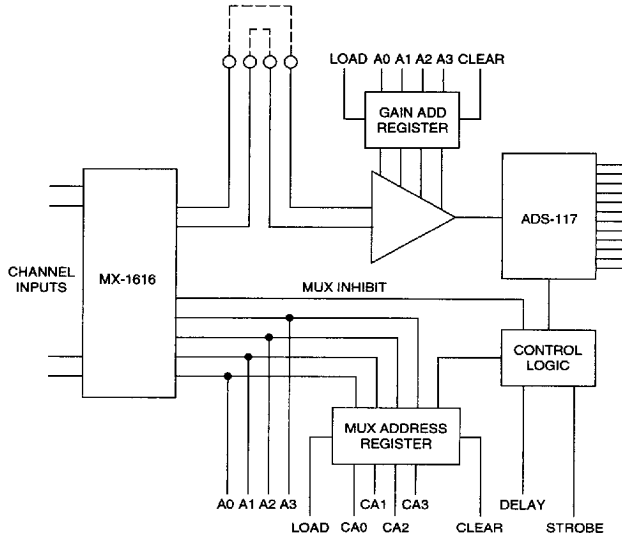 LOAD A0 A1 A2 A3 CLEAR
GAIN ADD
REGISTER
ADS-117
CHANNEL
INPUTS
MX-1616
MUX INHIBIT
CONTROL
LOGIC
MUX ADDRESS
REGISTER
A0 A1 A2 A3
LOAD
CA0
CA1
CA2
CA3
CLEAR
DELAY
STROBE